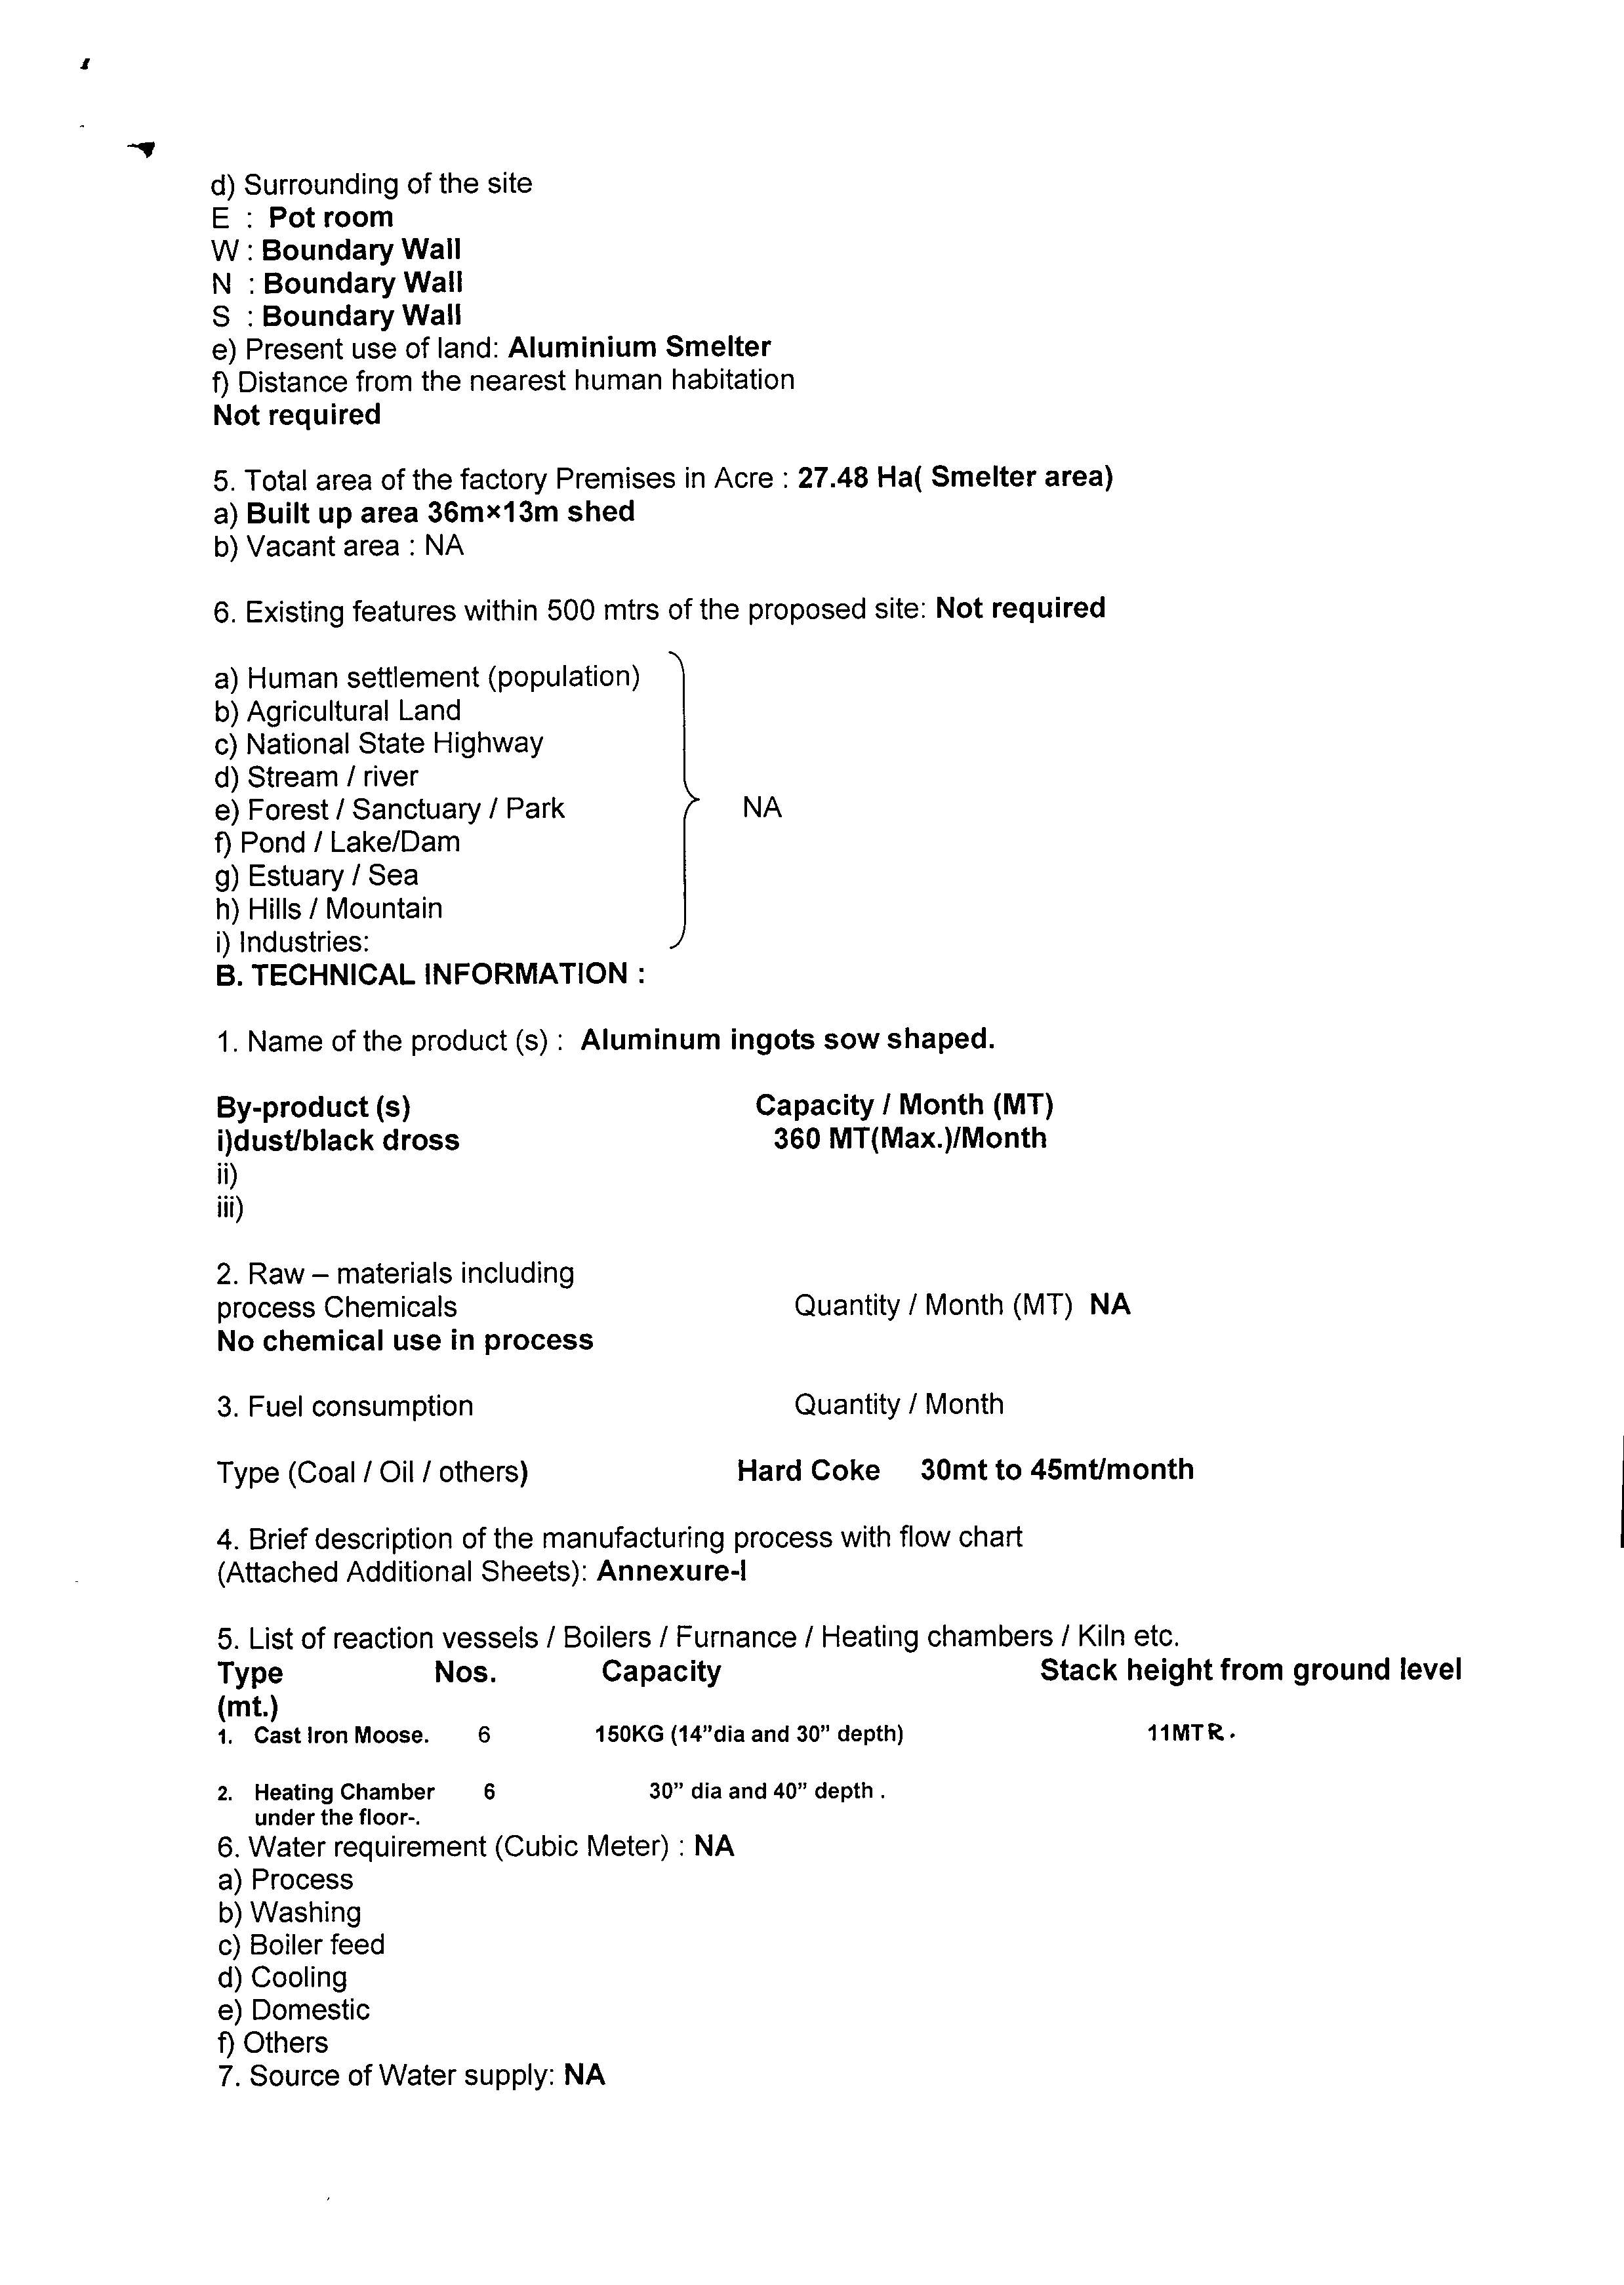 d) Surrounding of the site
E : Pot room
W : Boundary Wall
N : Boundary Wall
S : Boundary Wall
e) Present use of land: Aluminium Smelter
f) Distance from the nearest human habitation
Not required
5. Total area of the factory Premises in Acre : 27.48 Ha( Smelter area)
a) Built up area 36m×13m shed
b) Vacant area : NA
6. Existing features within 500 mtrs of the proposed site: Not required
a) Human settlement (population)
b) Agricultural Land
c) National State Highway
d) Stream / river
e) Forest / Sanctuary / Park NA
f) Pond / Lake/Dam
g) Estuary / Sea
h) Hills / Mountain
i) Industries:
B. TECHNICAL INFORMATION :
1. Name of the product (s) : Aluminum ingots sow shaped.
By-product (s) Capacity / Month (MT)
i)dust/black dross 360 MT(Max.)/Month
ii)
iii)
2. Raw – materials including
process Chemicals Quantity / Month (MT) NA
No chemical use in process
3. Fuel consumption Quantity / Month
Type (Coal / Oil / others) Hard Coke 30mt to 45mt/month
4. Brief description of the manufacturing process with flow chart
(Attached Additional Sheets): Annexure-I
5. List of reaction vessels / Boilers / Furnance / Heating chambers / Kiln etc.
Type Nos. Capacity Stack height from ground level
(mt.)
1. Cast Iron Moose. 6 150KG (14”dia and 30” depth) 11MTR.
2. Heating Chamber 6 30” dia and 40” depth .
under the floor-.
6. Water requirement (Cubic Meter) : NA
a) Process
b) Washing
c) Boiler feed
d) Cooling
e) Domestic
f) Others
7. Source of Water supply: NA